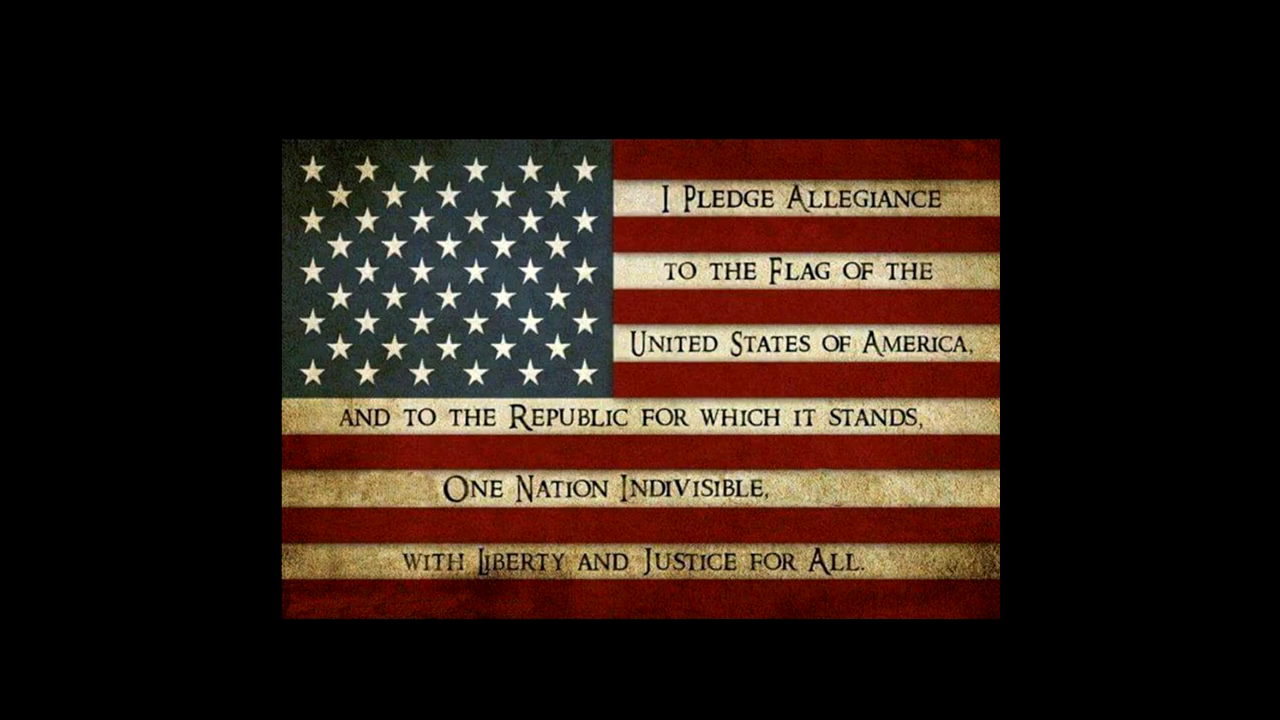 I Pledge Allegiance
to the Flag of the
United States of America,
and to the Republic for which it stands,
One Nation Indivisible,
with Liberty and Justice for All.